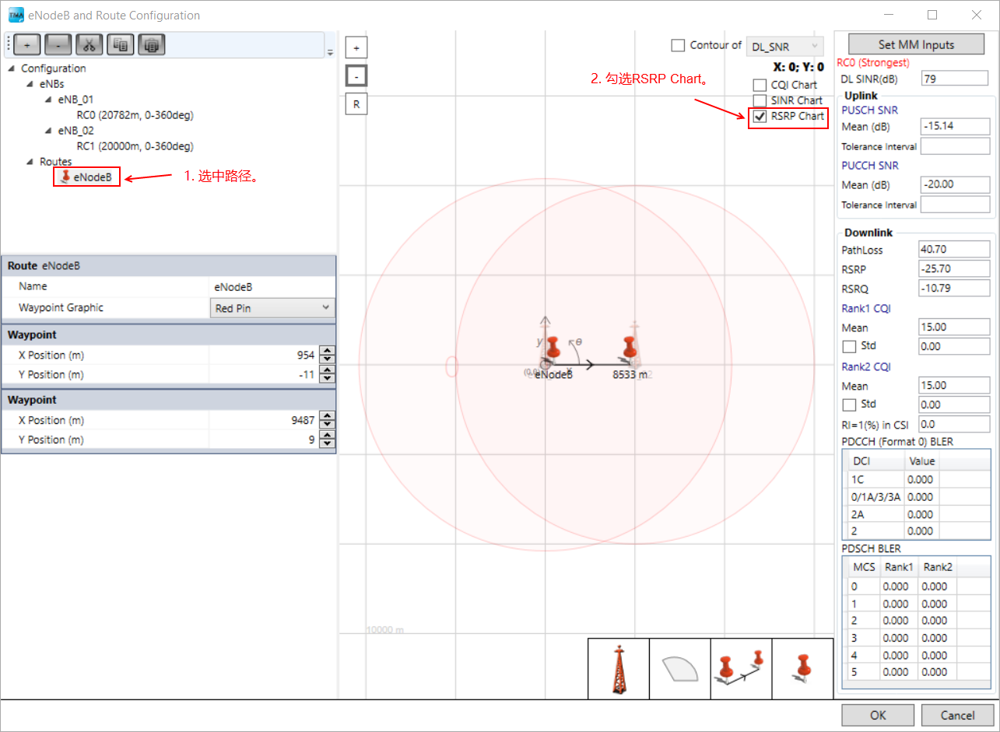 TMA eNodeB and Route Configuration
+
-
Configuration
eNBs
eNB_01
RC0 (20782m, 0-360deg)
eNB_02
RC1 (20000m, 0-360deg)
Routes
eNodeB
1. 选中路径。
Route eNodeB
Name eNodeB
Waypoint Graphic Red Pin
Waypoint
X Position (m) 954
Y Position (m) -11
Waypoint
X Position (m) 9487
Y Position (m) 9
+
-
R
Contour of DL_SNR
X: 0; Y: 0
2. 勾选RSRP Chart。
CQI Chart
SINR Chart
RSRP Chart
y
θ
(0,0)
x
eNodeB
8533 m
10000 m
Set MM Inputs
RC0 (Strongest)
DL SINR(dB) 79
Uplink
PUSCH SNR
Mean (dB) -15.14
Tolerance Interval
PUCCH SNR
Mean (dB) -20.00
Tolerance Interval
Downlink
PathLoss 40.70
RSRP -25.70
RSRQ -10.79
Rank1 CQI
Mean 15.00
Std 0.00
Rank2 CQI
Mean 15.00
Std 0.00
RI=1(%) in CSI 0.0
PDCCH (Format 0) BLER
DCI Value
1C 0.000
0/1A/3/3A 0.000
2A 0.000
2 0.000
PDSCH BLER
MCS Rank1 Rank2
0 0.000 0.000
1 0.000 0.000
2 0.000 0.000
3 0.000 0.000
4 0.000 0.000
5 0.000 0.000
OK
Cancel